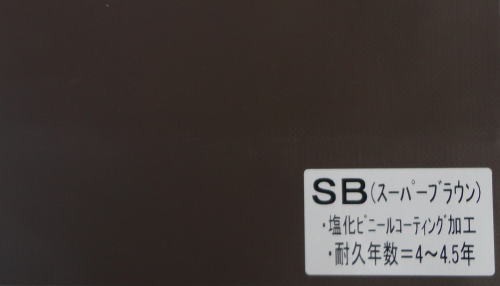 SB(スーパーブラウン)
・塩化ビニールコーティング加工
・耐久年数=4～4.5年